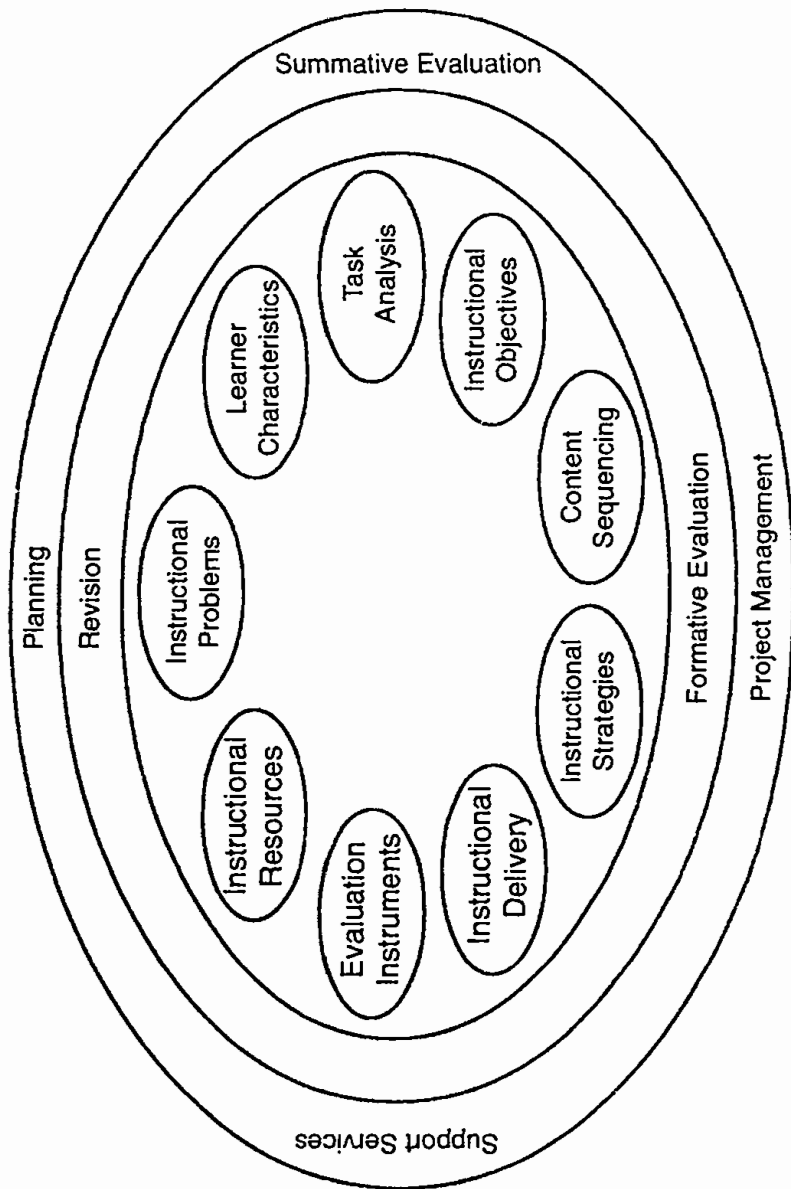 Planning
Revision
Instructional
Problems
Learner
Characteristics
Task
Analysis
Instructional
Objectives
Content
Sequencing
Instructional
Strategies
Instructional
Delivery
Evaluation
Instruments
Instructional
Resources
Formative Evaluation
Project Management
Summative Evaluation
Support Services